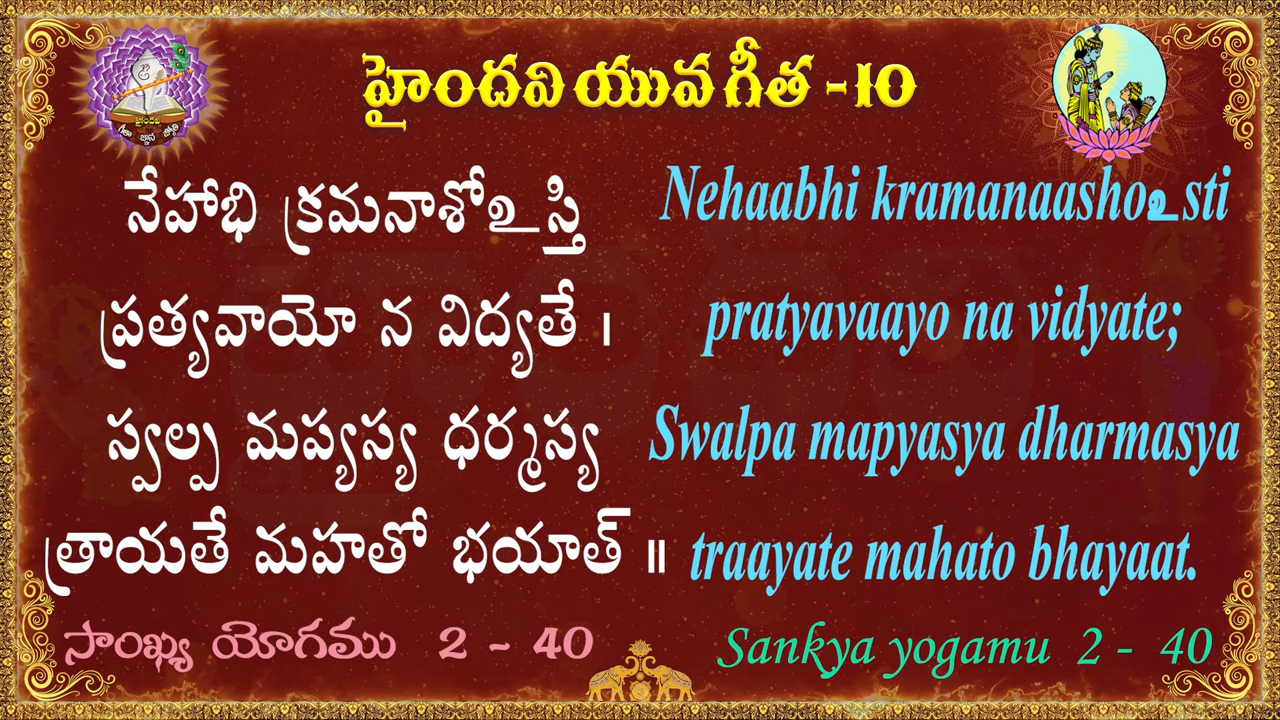 హైందవి యువ గీత -10
నేహాభి క్రమనాశోఽస్తి
ప్రత్యవాయో న విద్యతే ।
స్వల్ప మప్యస్య ధర్మస్య
త్రాయతే మహతో భయాత్ ॥
సాంఖ్య యోగము 2 - 40
Nehaabhi kramanaashoఽsti
pratyavaayo na vidyate;
Swalpa mapyasya dharmasya
traayate mahato bhayaat.
Sankya yogamu 2 - 40
హైందవి
గీతా జ్ఞాన జ్యోతి